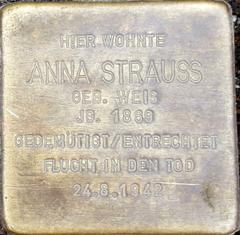 HIER WOHNTE
ANNA STRAUSS
GEB. WEIS
JG. 1869
GEDEMÜTIGT/ENTRECHTET
FLUCHT IN DEN TOD
24.8.1942